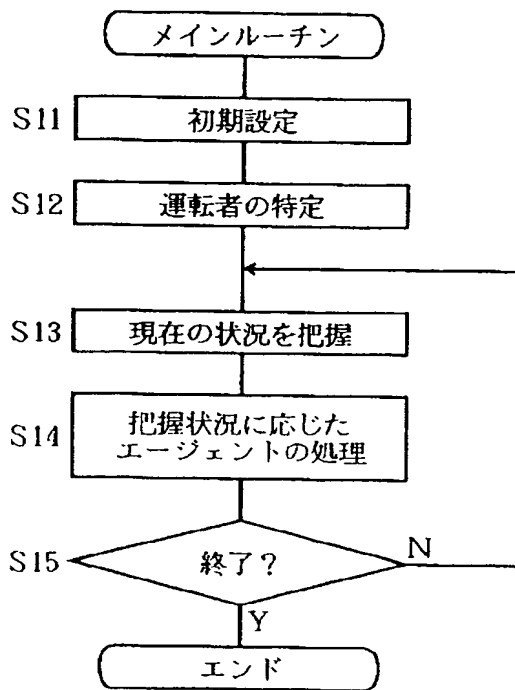 メインルーチン
S11
初期設定
S12
運転者の特定
S13
現在の状況を把握
S14
把握状況に応じた
エージェントの処理
S15
終了？
N
Y
エンド